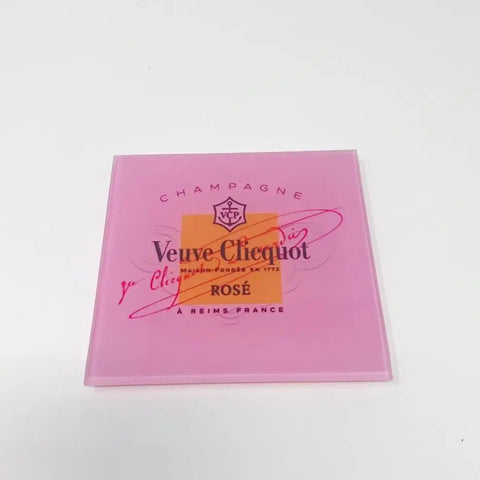 CHAMPAGNE
VCP
Veuve Clicquot
MAISON FONDÉE EN 1772
ROSÉ
À REIMS FRANCE